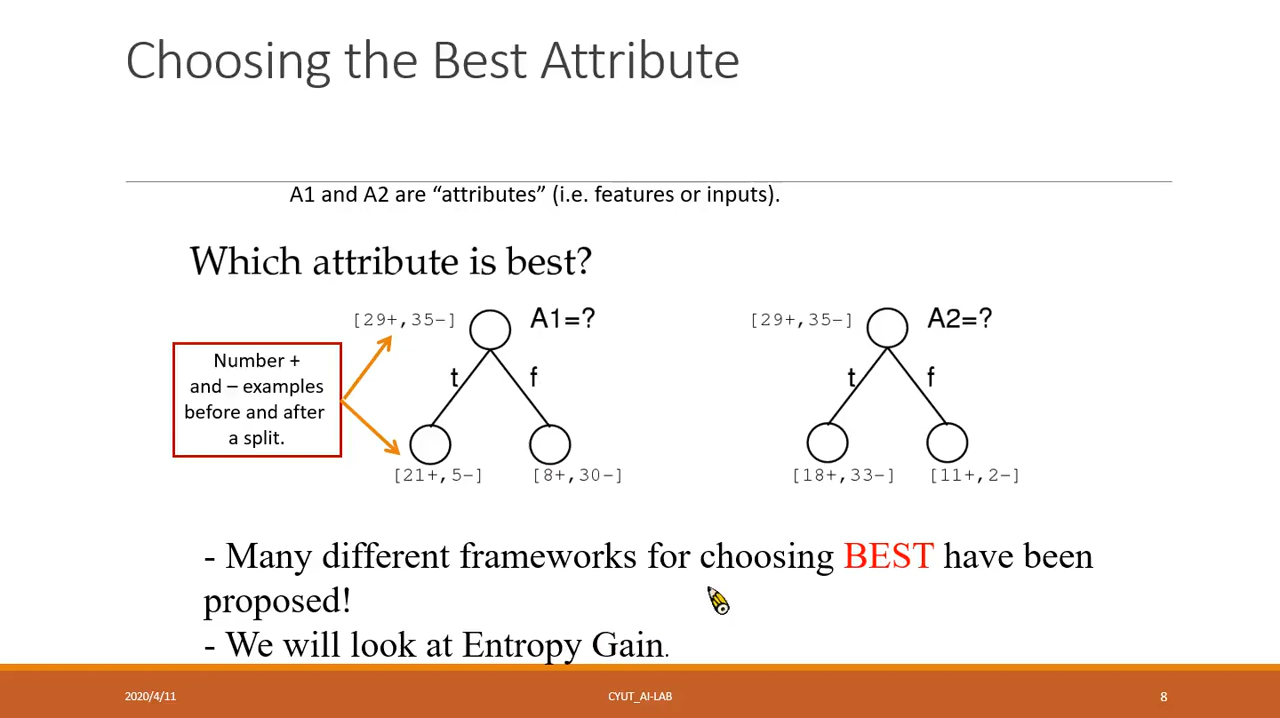 Choosing the Best Attribute
A1 and A2 are “attributes” (i.e. features or inputs).
Which attribute is best?
[29+,35−] A1=?
[29+,35−] A2=?
Number +
and – examples
before and after
a split.
t f
t f
[21+,5−] [8+,30−]
[18+,33−] [11+,2−]
- Many different frameworks for choosing BEST have been
proposed!
- We will look at Entropy Gain.
2020/4/11 CYUT_AI-LAB 8